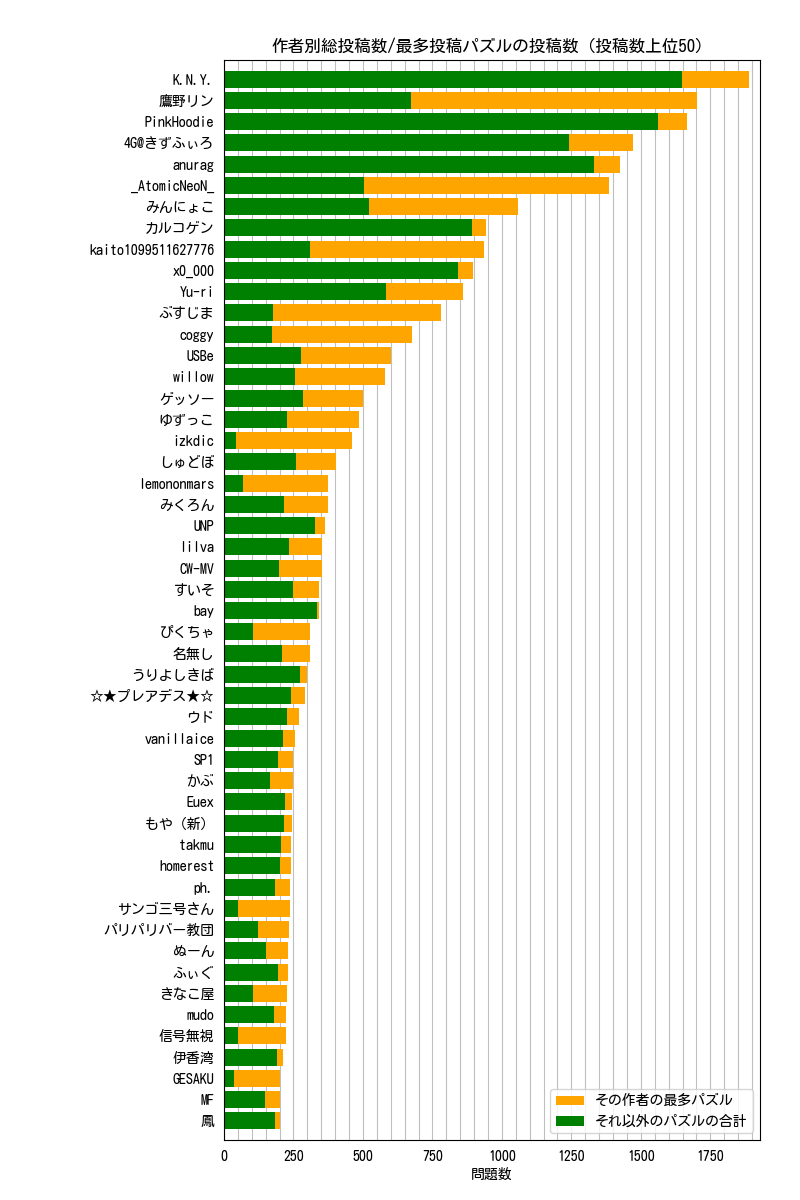 作者別総投稿数/最多投稿パズルの投稿数 (投稿数上位50)
K.N.Y.
鷹野リン
PinkHoodie
4G@きずふぃろ
anurag
_AtomicNeoN_
みんにょこ
カルコゲン
kaito1099511627776
x0_000
Yu-ri
ぶすじま
coggy
USBe
willow
ゲッソー
ゆずっこ
izkdic
しゅどぼ
lemononmars
みくろん
UNP
lilva
CW-MV
すいそ
bay
ぴくちゃ
名無し
うりよしきば
☆★プレアデス★☆
ウド
vanillaice
SP1
かぶ
Euex
もや (新)
takmu
homerest
ph.
サンゴ三号さん
パリパリバー教団
ぬーん
ふぃぐ
きなこ屋
mudo
信号無視
伊香湾
GESAKU
MF
鳳
その作者の最多パズル
それ以外のパズルの合計
0 250 500 750 1000 1250 1500 1750
問題数